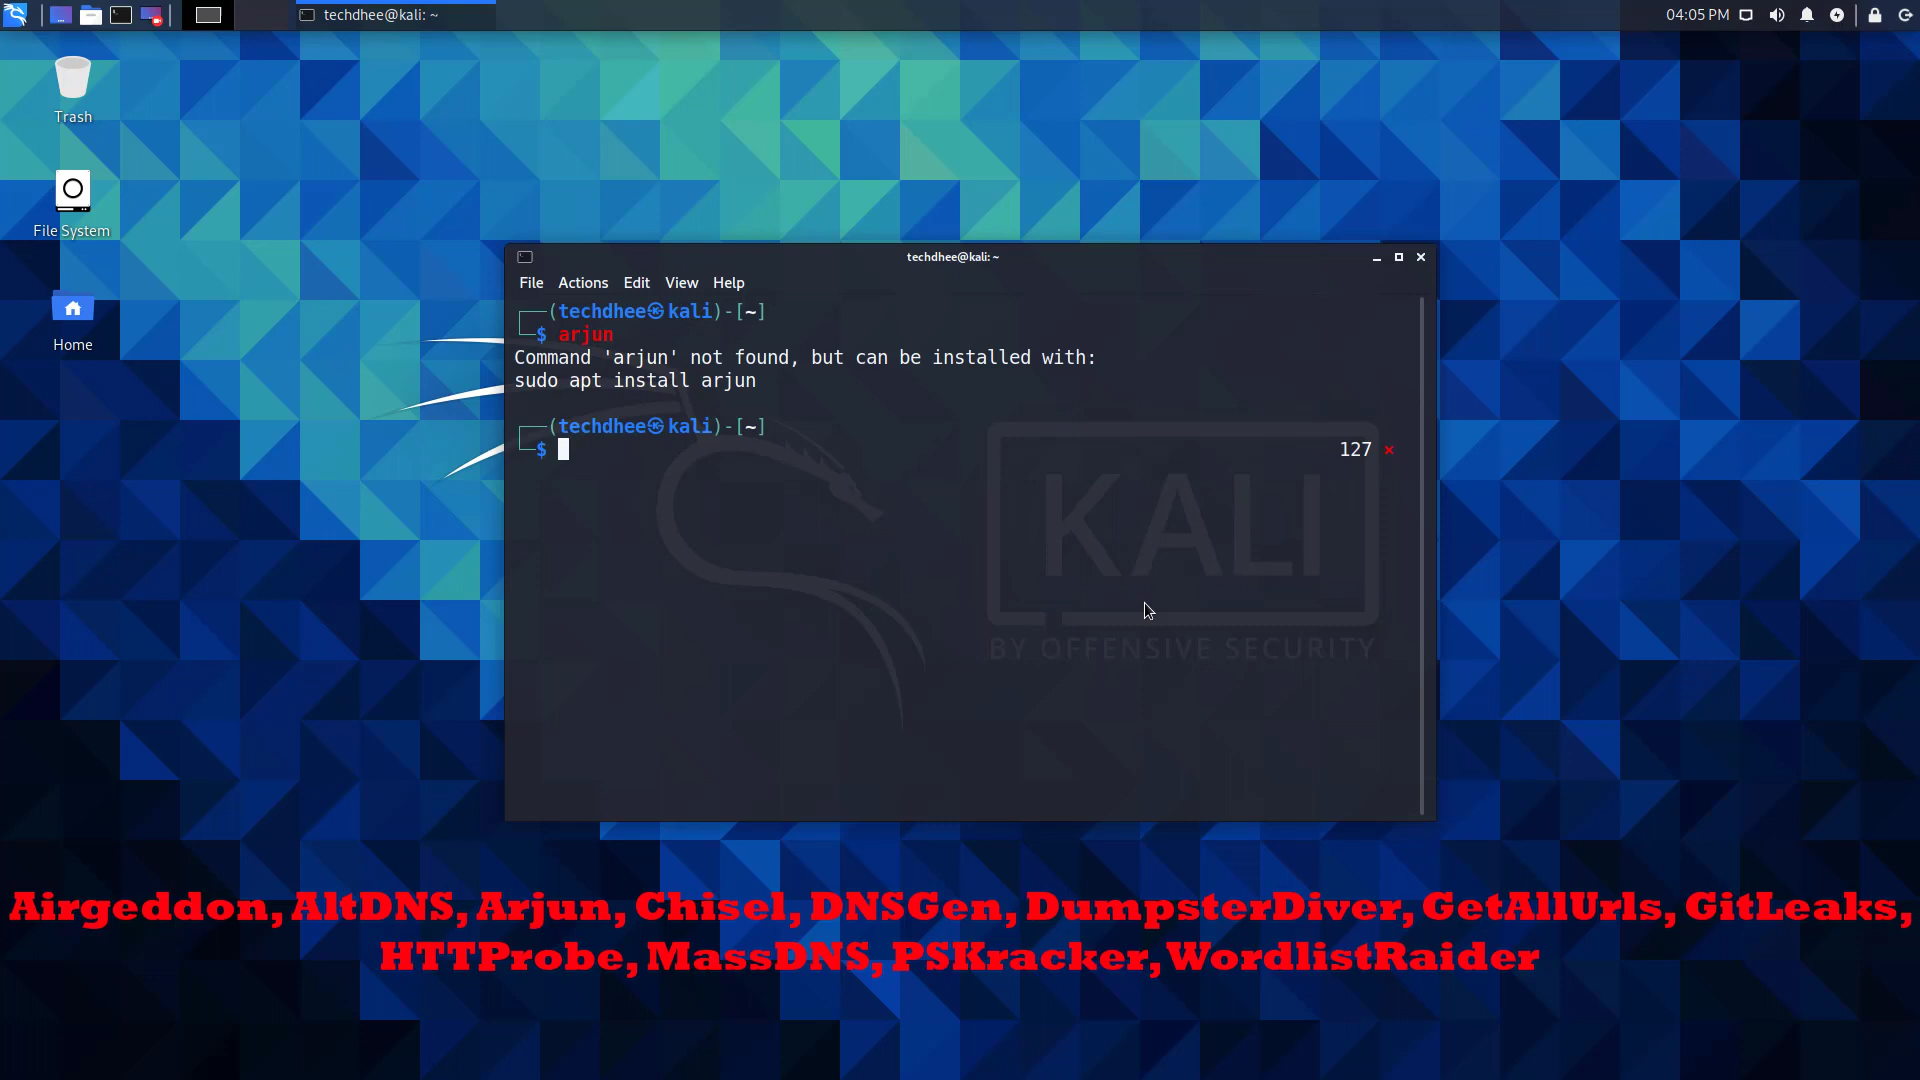 techdhee@kali: ~
04:05 PM
Trash
File System
Home
techdhee@kali: ~
File Actions Edit View Help
(techdhee㉿kali)-[~]
$ arjun
Command 'arjun' not found, but can be installed with:
sudo apt install arjun
(techdhee㉿kali)-[~]
$ 127 ⨯
KALI
BY OFFENSIVE SECURITY
Airgeddon, AltDNS, Arjun, Chisel, DNSGen, DumpsterDiver, GetAllUrls, GitLeaks,
HTTProbe, MassDNS, PSKracker, WordlistRaider